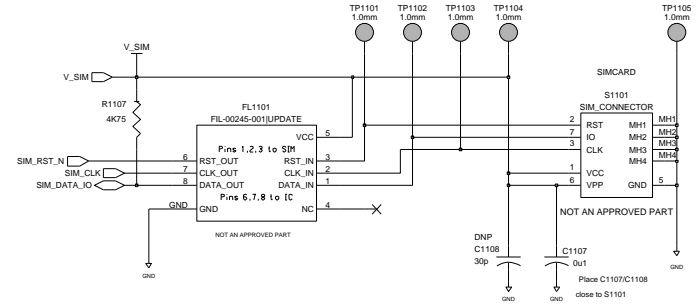 TP1101 TP1102 TP1103 TP1104 TP1105
1.0mm 1.0mm 1.0mm 1.0mm 1.0mm
V_SIM
V_SIM
SIMCARD
R1107
4K75
FL1101
FIL-00245-001|UPDATE
S1101
SIM_CONNECTOR
VCC 5
Pins 1,2,3 to SIM
SIM_RST_N 6 RST_OUT RST_IN 3
SIM_CLK 7 CLK_OUT CLK_IN 2
SIM_DATA_IO 8 DATA_OUT DATA_IN 1
Pins 6,7,8 to IC
GND GND NC 4
NOT AN APPROVED PART
2 RST MH1 MH1
7 IO MH2 MH2
3 CLK MH3 MH3
MH4 MH4
1 VCC
6 VPP GND 5
NOT AN APPROVED PART
DNP
C1108
30p
C1107
0u1
Place C1107/C1108
close to S1101
GND
GND
GND
GND